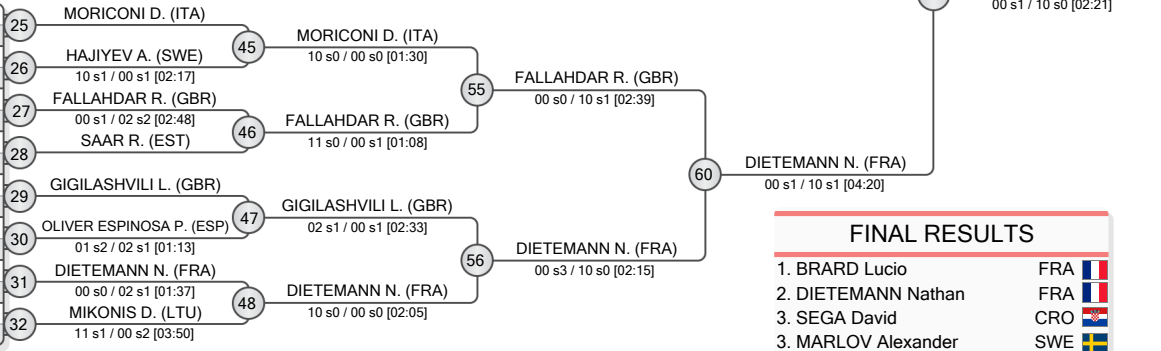 00 s1 / 10 s0 [02:21]
25
MORICONI D. (ITA)
26
HAJIYEV A. (SWE)
10 s1 / 00 s1 [02:17]
27
FALLAHDAR R. (GBR)
00 s1 / 02 s2 [02:48]
28
SAAR R. (EST)
29
GIGILASHVILI L. (GBR)
30
OLIVER ESPINOSA P. (ESP)
01 s2 / 02 s1 [01:13]
31
DIETEMANN N. (FRA)
00 s0 / 02 s1 [01:37]
32
MIKONIS D. (LTU)
11 s1 / 00 s2 [03:50]
45
MORICONI D. (ITA)
10 s0 / 00 s0 [01:30]
46
FALLAHDAR R. (GBR)
11 s0 / 00 s1 [01:08]
47
GIGILASHVILI L. (GBR)
02 s1 / 00 s1 [02:33]
48
DIETEMANN N. (FRA)
10 s0 / 00 s0 [02:05]
55
FALLAHDAR R. (GBR)
00 s0 / 10 s1 [02:39]
56
DIETEMANN N. (FRA)
00 s3 / 10 s0 [02:15]
60
DIETEMANN N. (FRA)
00 s1 / 10 s1 [04:20]
FINAL RESULTS
1. BRARD Lucio FRA
2. DIETEMANN Nathan FRA
3. SEGA David CRO
3. MARLOV Alexander SWE